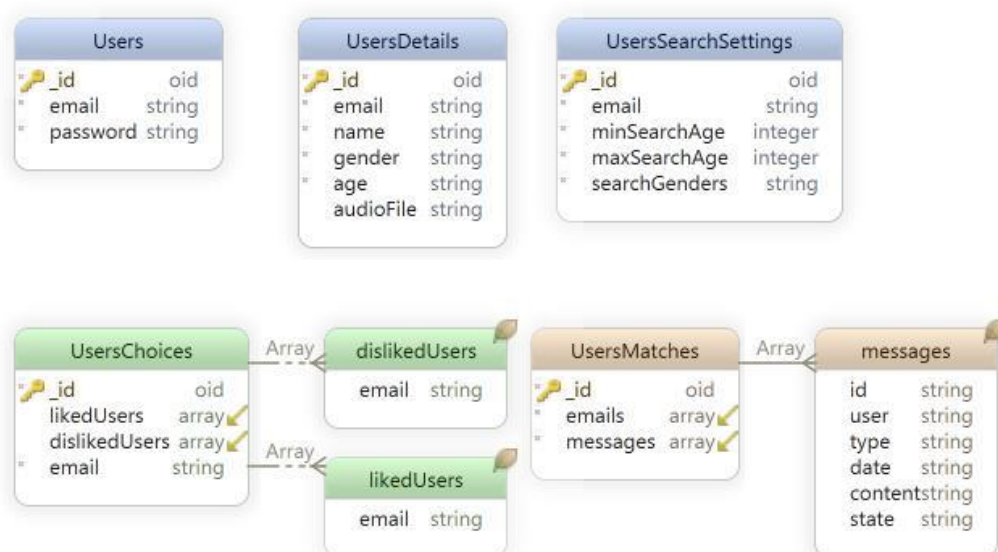 Users
_id oid
email string
password string
UsersDetails
_id oid
email string
name string
gender string
age string
audioFile string
UsersSearchSettings
_id oid
email string
minSearchAge integer
maxSearchAge integer
searchGenders string
UsersChoices
_id oid
likedUsers array
dislikedUsers array
email string
Array
dislikedUsers
email string
Array
likedUsers
email string
UsersMatches
_id oid
emails array
messages array
Array
messages
id string
user string
type string
date string
contentstring
state string